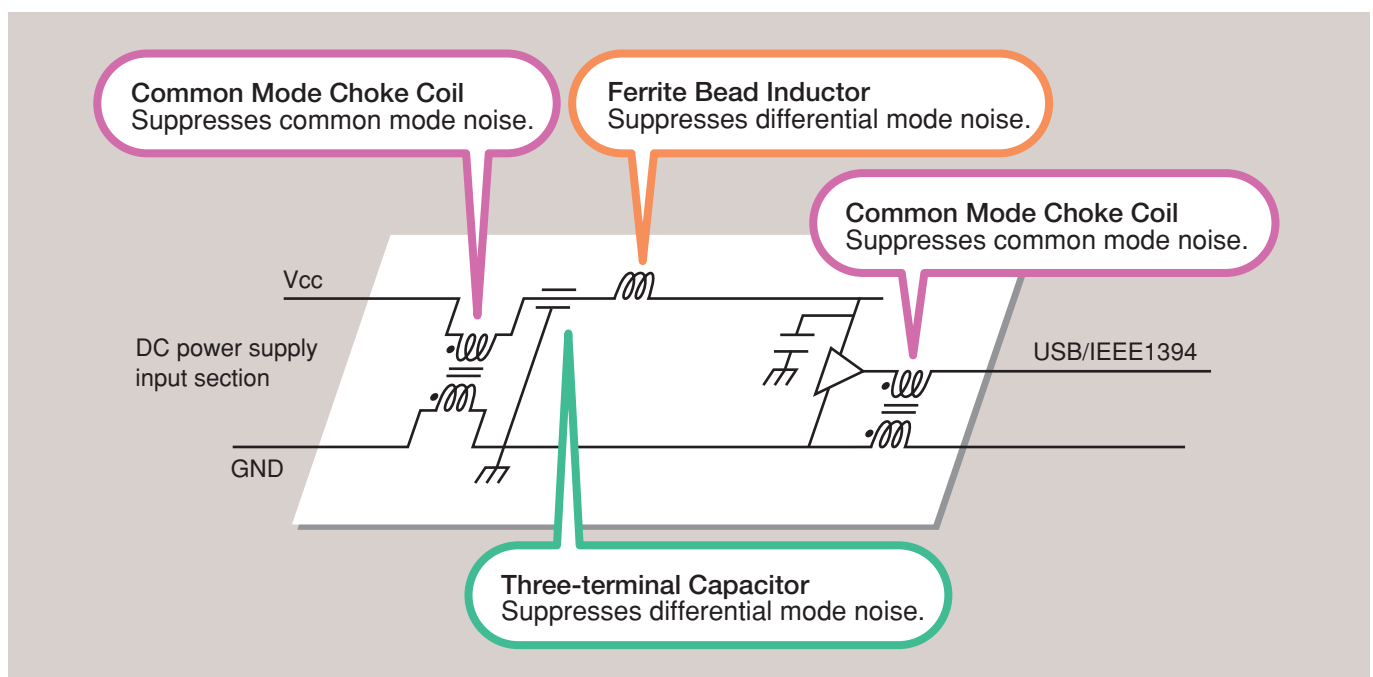 Common Mode Choke Coil
Suppresses common mode noise.
Ferrite Bead Inductor
Suppresses differential mode noise.
Common Mode Choke Coil
Suppresses common mode noise.
Vcc
DC power supply
input section
USB/IEEE1394
GND
Three-terminal Capacitor
Suppresses differential mode noise.